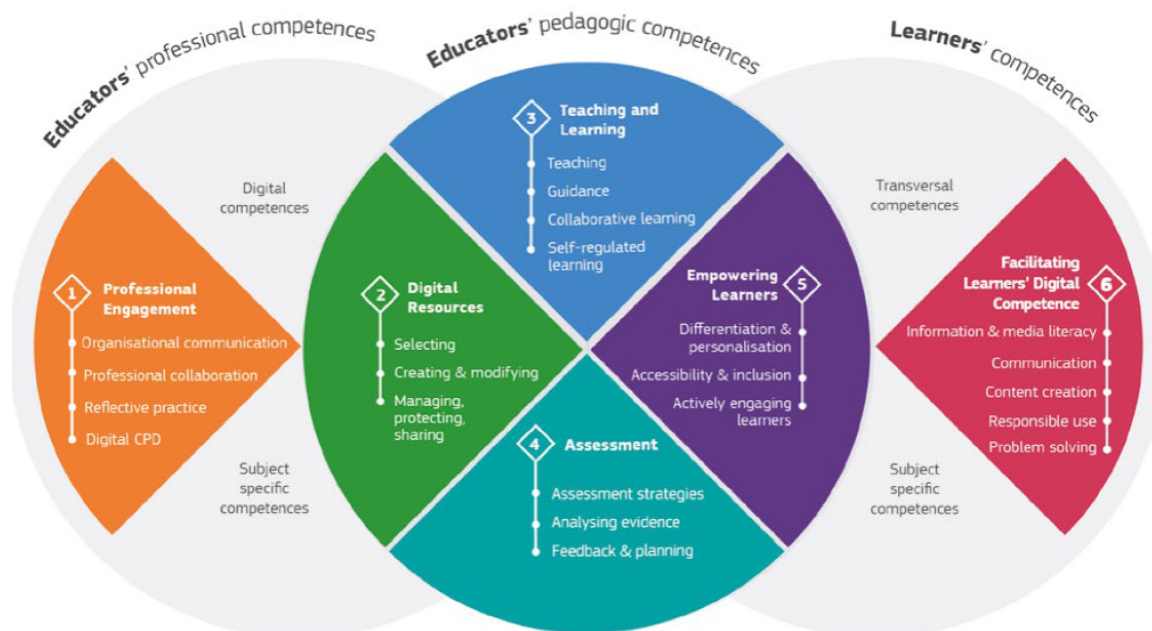 Educators' professional competences
Educators' pedagogic competences
Learners' competences
Digital
competences
Subject
specific
competences
1
Professional
Engagement
Organisational communication
Professional collaboration
Reflective practice
Digital CPD
2
Digital
Resources
Selecting
Creating & modifying
Managing,
protecting,
sharing
3
Teaching and
Learning
Teaching
Guidance
Collaborative learning
Self-regulated
learning
4
Assessment
Assessment strategies
Analysing evidence
Feedback & planning
Empowering
Learners
5
Differentiation &
personalisation
Accessibility & inclusion
Actively engaging
learners
Transversal
competences
Subject
specific
competences
Facilitating
Learners' Digital
Competence
6
Information & media literacy
Communication
Content creation
Responsible use
Problem solving